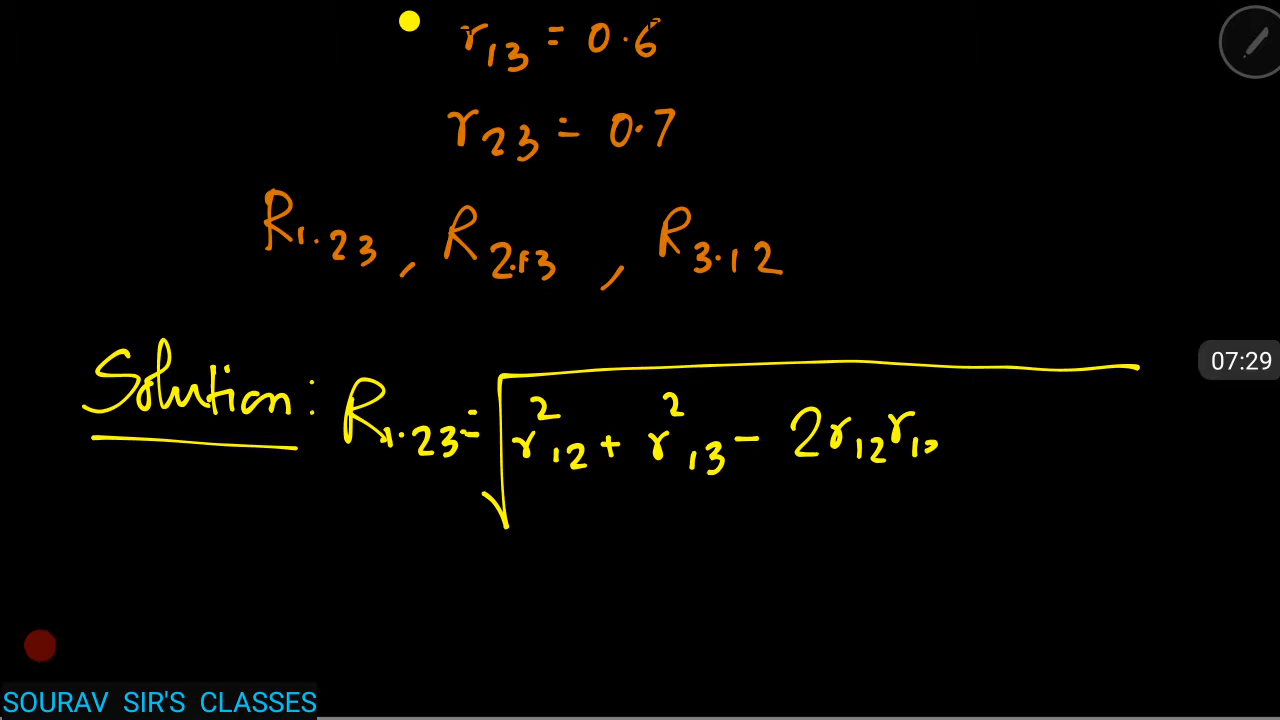 r13 = 0.6
r23 = 0.7
R1.23 , R2.13 , R3.12
07:29
Solution: R1.23 = √ r²12 + r²13 - 2r12r1
SOURAV SIR'S CLASSES